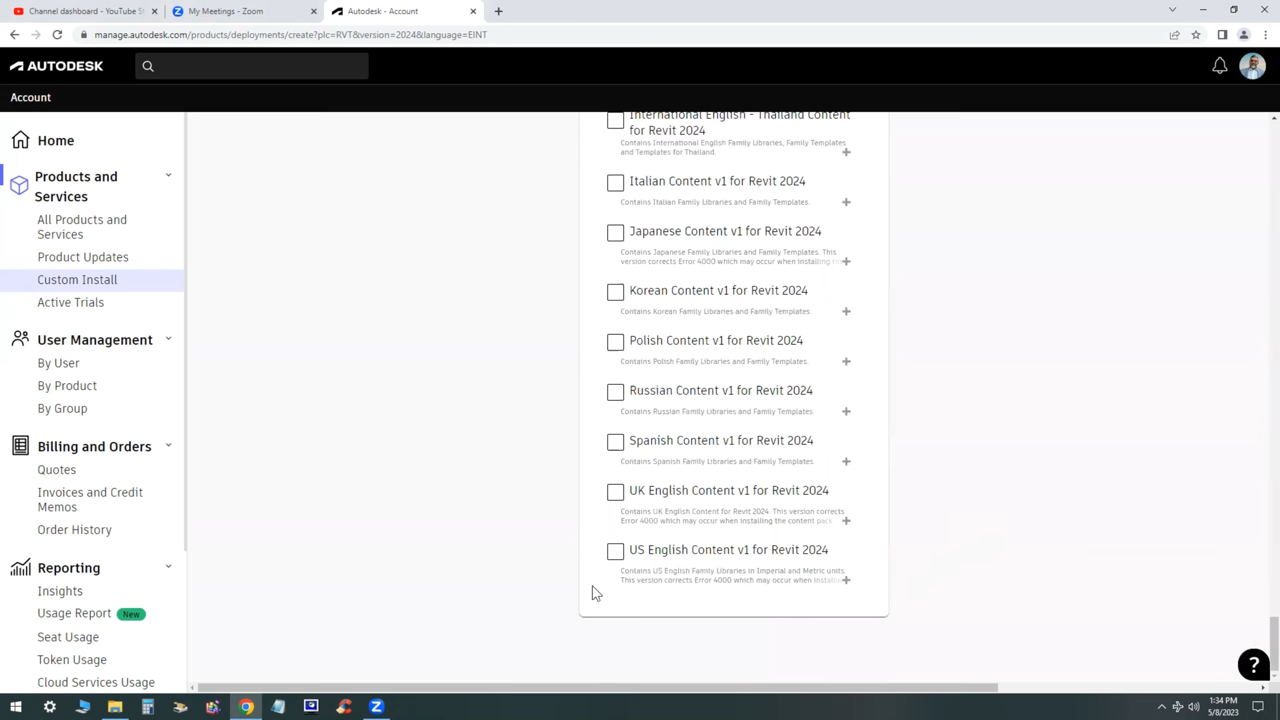 Channel dashboard - YouTube St
My Meetings - Zoom
Autodesk - Account
manage.autodesk.com/products/deployments/create?plc=RVT&version=2024&language=EINT
AUTODESK
Account
Home
Products and
Services
All Products and
Services
Product Updates
Custom Install
Active Trials
User Management
By User
By Product
By Group
Billing and Orders
Quotes
Invoices and Credit
Memos
Order History
Reporting
Insights
Usage Report New
Seat Usage
Token Usage
Cloud Services Usage
International English - Thailand Content
for Revit 2024
Contains International English Family Libraries, Family Templates
and Templates for Thailand.
Italian Content v1 for Revit 2024
Contains Italian Family Libraries and Family Templates.
Japanese Content v1 for Revit 2024
Contains Japanese Family Libraries and Family Templates. This
version corrects Error 4000 which may occur when installing
Korean Content v1 for Revit 2024
Contains Korean Family Libraries and Family Templates.
Polish Content v1 for Revit 2024
Contains Polish Family Libraries and Family Templates.
Russian Content v1 for Revit 2024
Contains Russian Family Libraries and Family Templates
Spanish Content v1 for Revit 2024
Contains Spanish Family Libraries and Family Templates.
UK English Content v1 for Revit 2024
Contains UK English Content for Revit 2024. This version corrects
Error 4000 which may occur when installing the content pack
US English Content v1 for Revit 2024
Contains US English Family Libraries in Imperial and Metric units.
This version corrects Error 4000 which may occur when
?
1:34 PM
5/8/2023